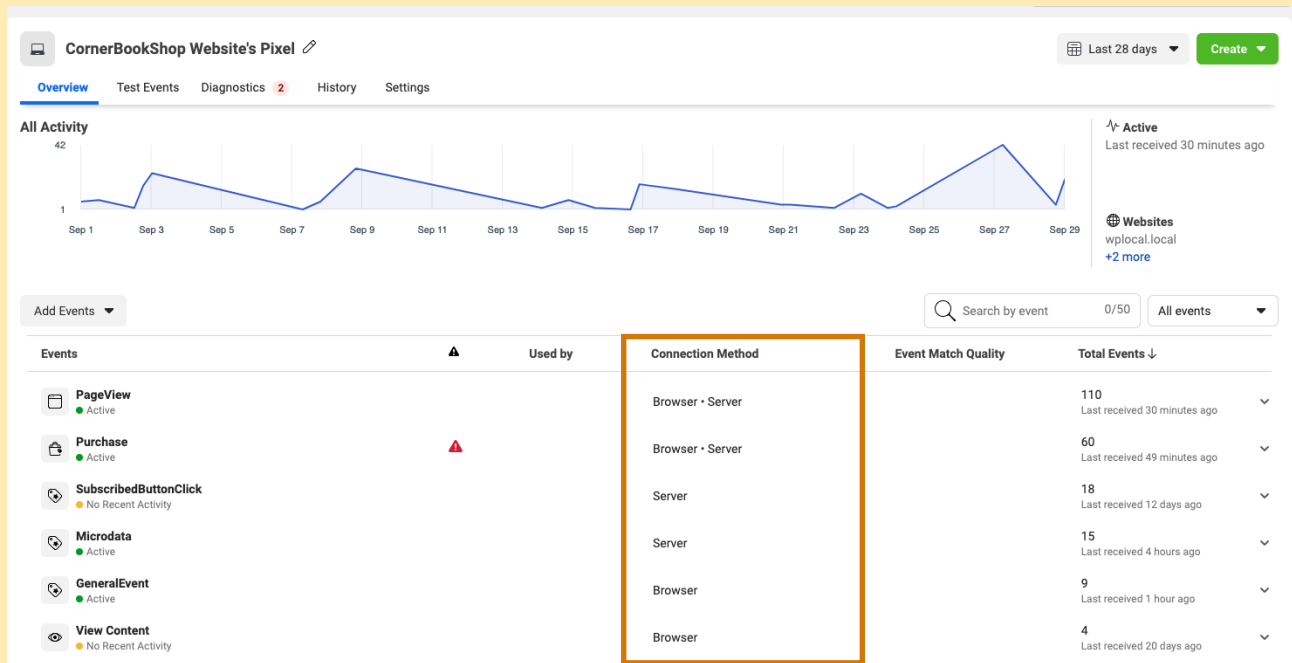 CornerBookShop Website's Pixel
Last 28 days
Create
Overview
Test Events
Diagnostics 2
History
Settings
All Activity
42
1
Sep 1 Sep 3 Sep 5 Sep 7 Sep 9 Sep 11 Sep 13 Sep 15 Sep 17 Sep 19 Sep 21 Sep 23 Sep 25 Sep 27 Sep 29
Active
Last received 30 minutes ago
Websites
wplocal.local
+2 more
Add Events
Search by event 0/50
All events
Events Used by Connection Method Event Match Quality Total Events↓
PageView
Active
Browser • Server
110
Last received 30 minutes ago
Purchase
Active
Browser • Server
60
Last received 49 minutes ago
SubscribedButtonClick
No Recent Activity
Server
18
Last received 12 days ago
Microdata
Active
Server
15
Last received 4 hours ago
GeneralEvent
Active
Browser
9
Last received 1 hour ago
View Content
No Recent Activity
Browser
4
Last received 20 days ago